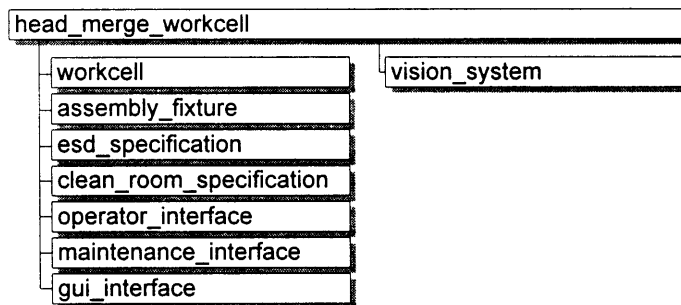 head_merge_workcell
workcell
assembly_fixture
esd_specification
clean_room_specification
operator_interface
maintenance_interface
gui_interface
vision_system